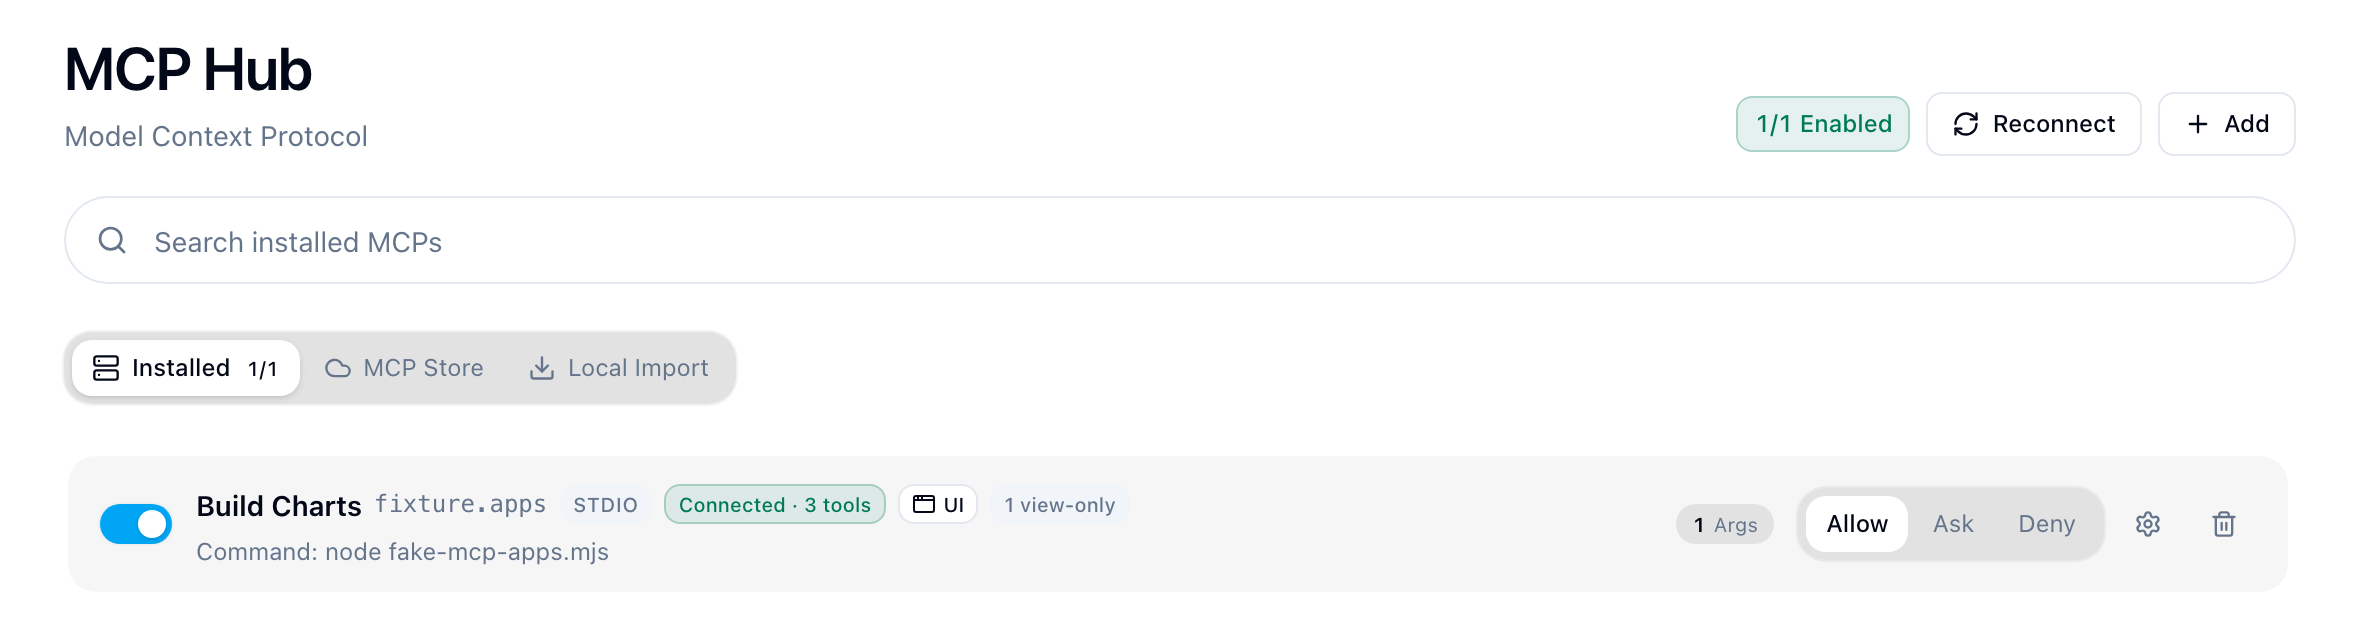 MCP Hub
Model Context Protocol
1/1 Enabled
Reconnect
Add
Search installed MCPs
Installed 1/1
MCP Store
Local Import
Build Charts fixture.apps STDIO Connected · 3 tools UI 1 view-only
Command: node fake-mcp-apps.mjs
1 Args
Allow
Ask
Deny